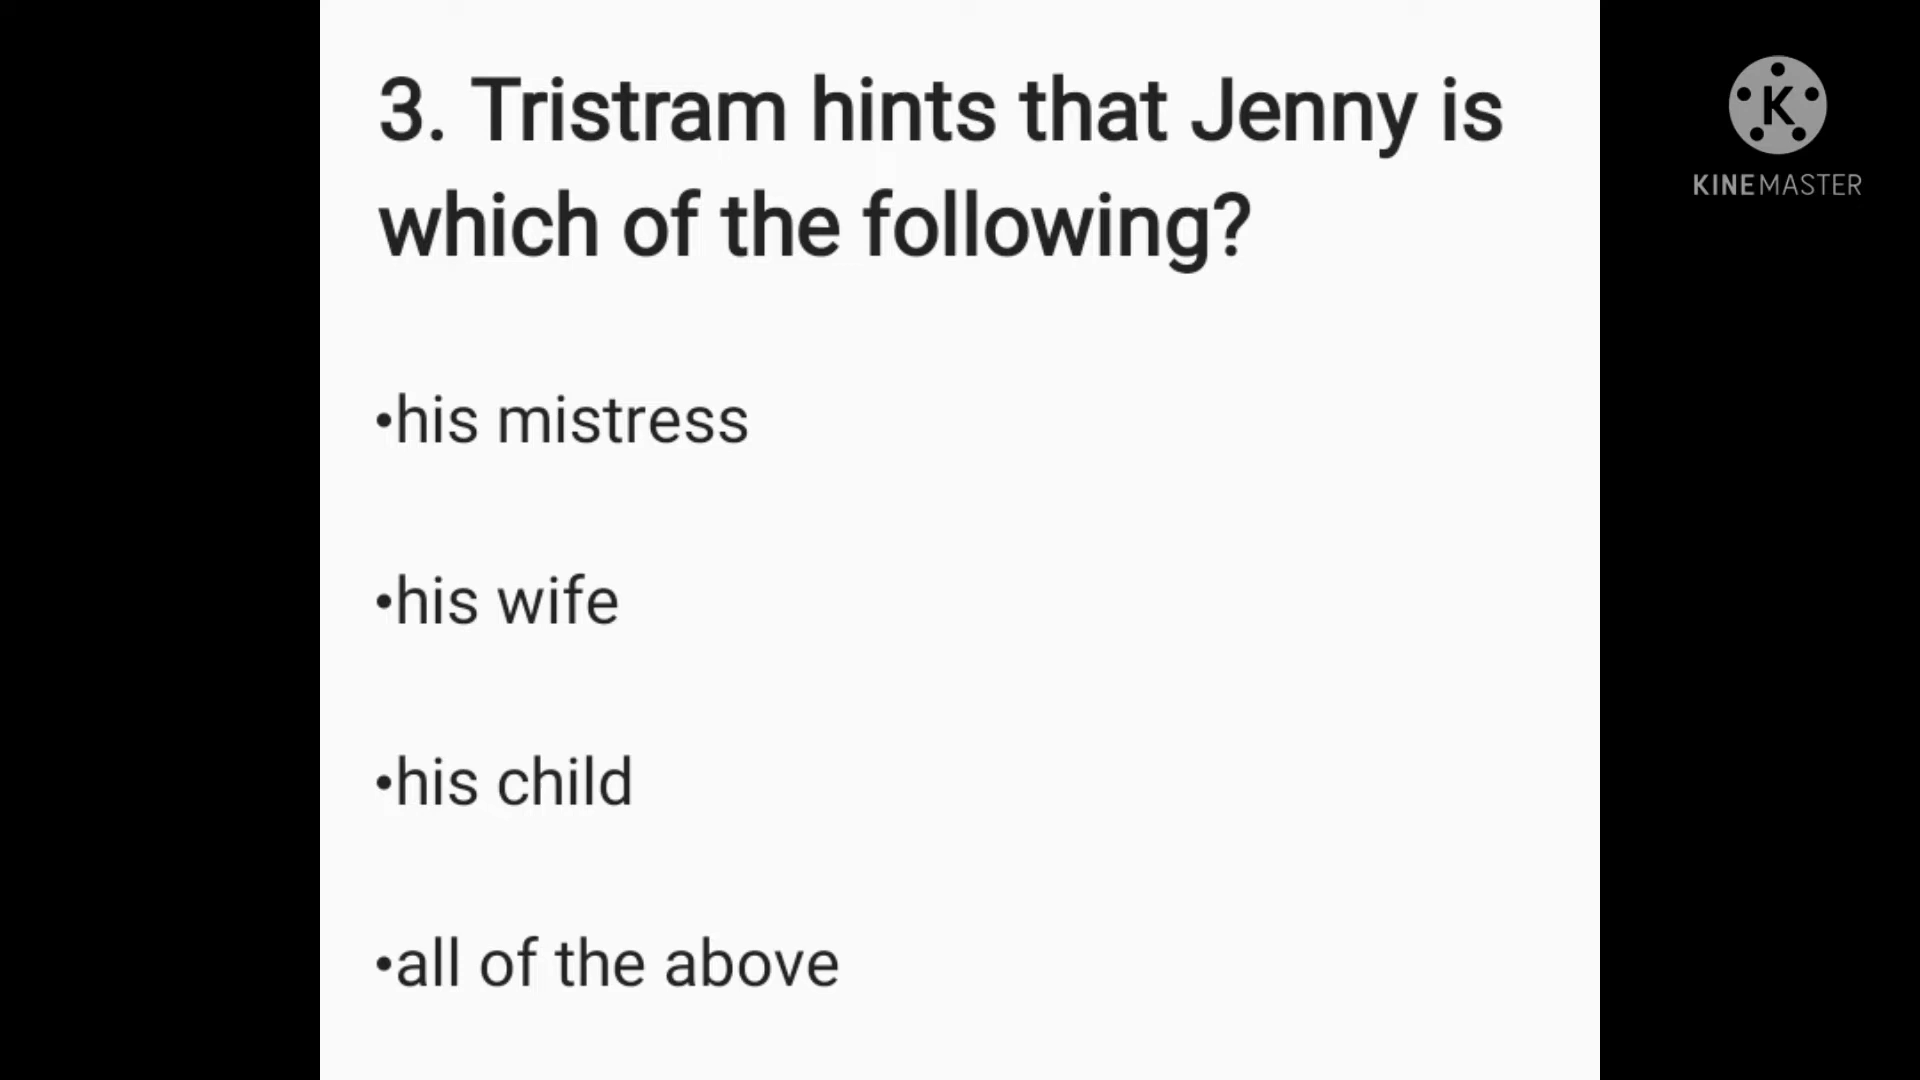 3. Tristram hints that Jenny is
which of the following?
•his mistress
•his wife
•his child
•all of the above
K
KINEMASTER